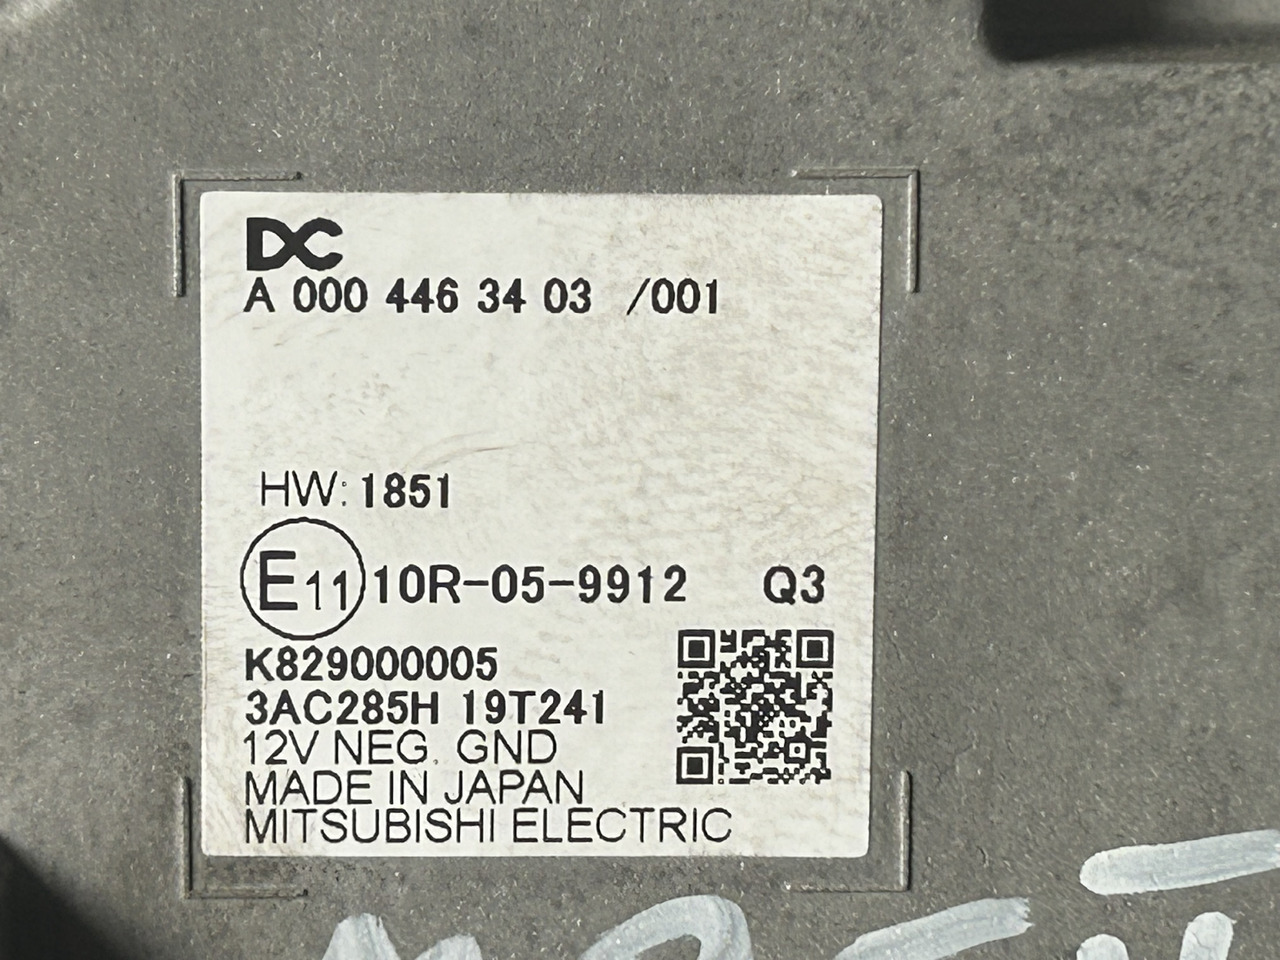 DC
A 000 446 34 03 /001
HW: 1851
E11 10R-05-9912 Q3
K829000005
3AC285H 19T241
12V NEG. GND
MADE IN JAPAN
MITSUBISHI ELECTRIC